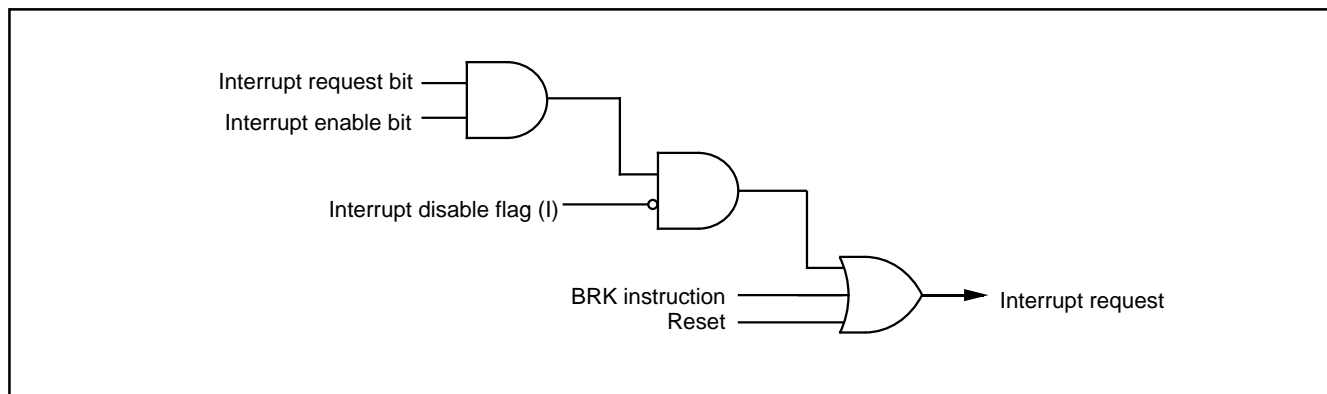 Interrupt request bit
Interrupt enable bit
Interrupt disable flag (I)
BRK instruction
Reset
Interrupt request